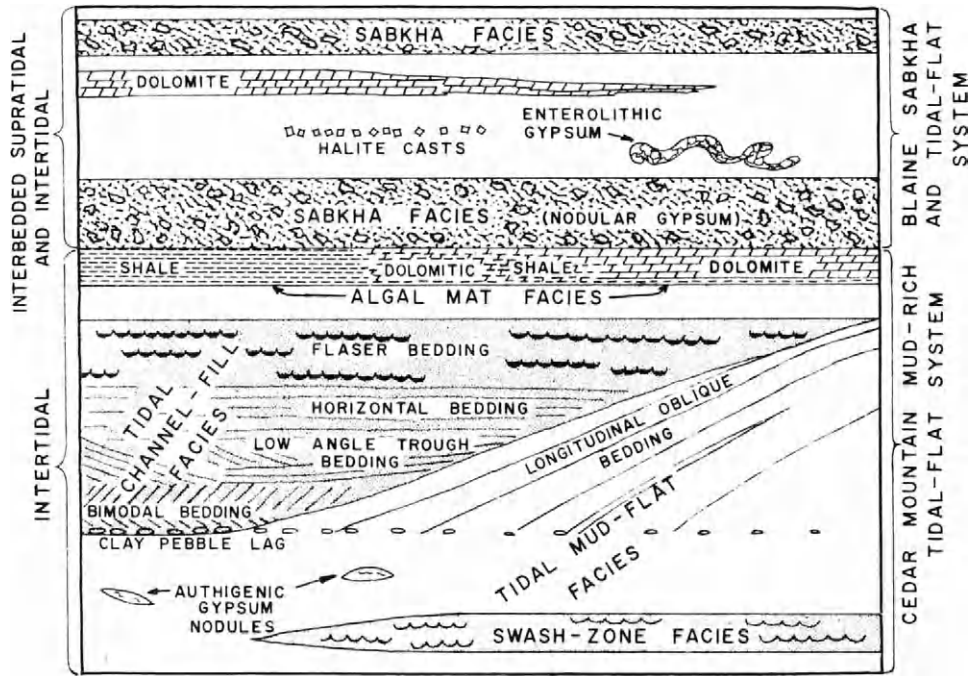 SABKHA FACIES
DOLOMITE
ENTEROLITHIC
GYPSUM
HALITE CASTS
SABKHA FACIES (NODULAR GYPSUM)
SHALE DOLOMITIC SHALE DOLOMITE
ALGAL MAT FACIES
FLASER BEDDING
TIDAL
CHANNEL-FILL
FACIES
HORIZONTAL BEDDING
LOW ANGLE TROUGH
BEDDING
BIMODAL BEDDING
LONGITUDINAL OBLIQUE
BEDDING
CLAY PEBBLE LAG
TIDAL MUD-FLAT
FACIES
AUTHIGENIC
GYPSUM
NODULES
SWASH-ZONE FACIES
INTERBEDDED SUPRATIDAL
AND INTERTIDAL
INTERTIDAL
BLAINE SABKHA
AND TIDAL-FLAT
SYSTEM
CEDAR MOUNTAIN MUD-RICH
TIDAL-FLAT SYSTEM